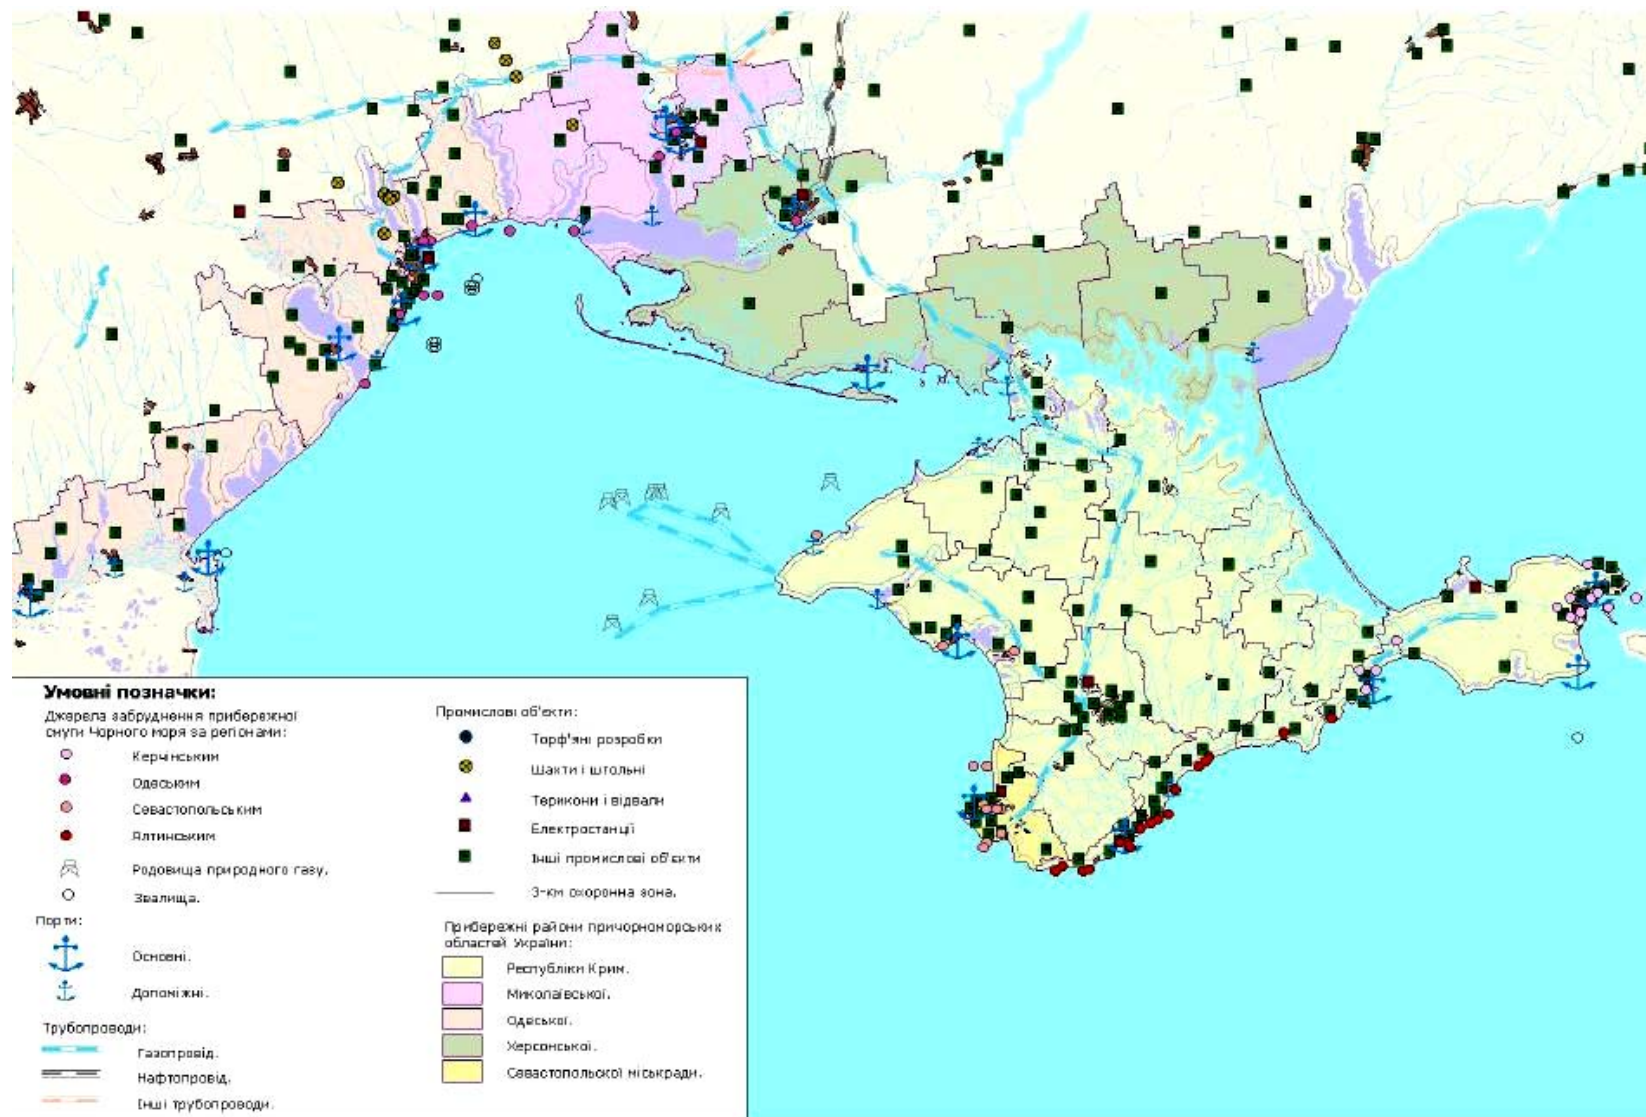 Умовні позначки:
Джерела забруднення прибережної
смуги Чорного моря за регіонами:
Керчінським
Одеським
Севастопольським
Ялтинським
Родовища природного газу.
Звалища.
Порти:
Основні.
Допоміжні.
Трубопроводи:
Газопровід.
Нафтопровід.
Інші трубопроводи.
Промислові об'єкти:
Торф'яні розробки
Шахти і штольні
Терикони і відвали
Електростанції
Інші промислові об'єкти
3-км охоронна зона.
Прибережні райони причорноморських
областей України:
Республіки Крим.
Миколаївської.
Одеської.
Херсонської.
Севастопольскої міськради.